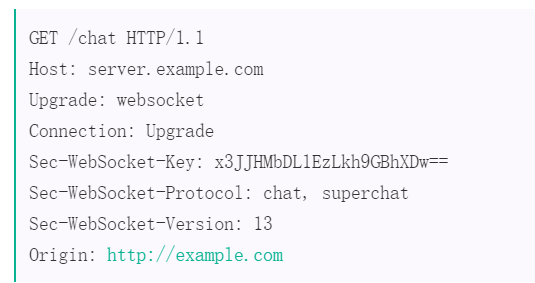 GET /chat HTTP/1.1
Host: server.example.com
Upgrade: websocket
Connection: Upgrade
Sec-WebSocket-Key: x3JJHMbDL1EzLkh9GBhXDw==
Sec-WebSocket-Protocol: chat, superchat
Sec-WebSocket-Version: 13
Origin: http://example.com